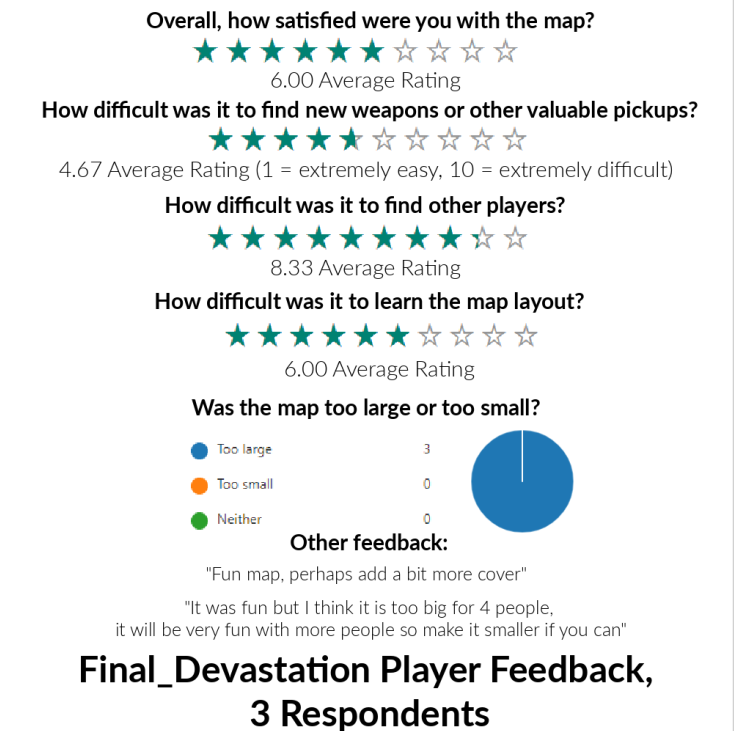 Overall, how satisfied were you with the map?
6.00 Average Rating
How difficult was it to find new weapons or other valuable pickups?
4.67 Average Rating (1 = extremely easy, 10 = extremely difficult)
How difficult was it to find other players?
8.33 Average Rating
How difficult was it to learn the map layout?
6.00 Average Rating
Was the map too large or too small?
Too large 3
Too small 0
Neither 0
Other feedback:
"Fun map, perhaps add a bit more cover"
"It was fun but I think it is too big for 4 people,
it will be very fun with more people so make it smaller if you can"
Final_Devastation Player Feedback,
3 Respondents